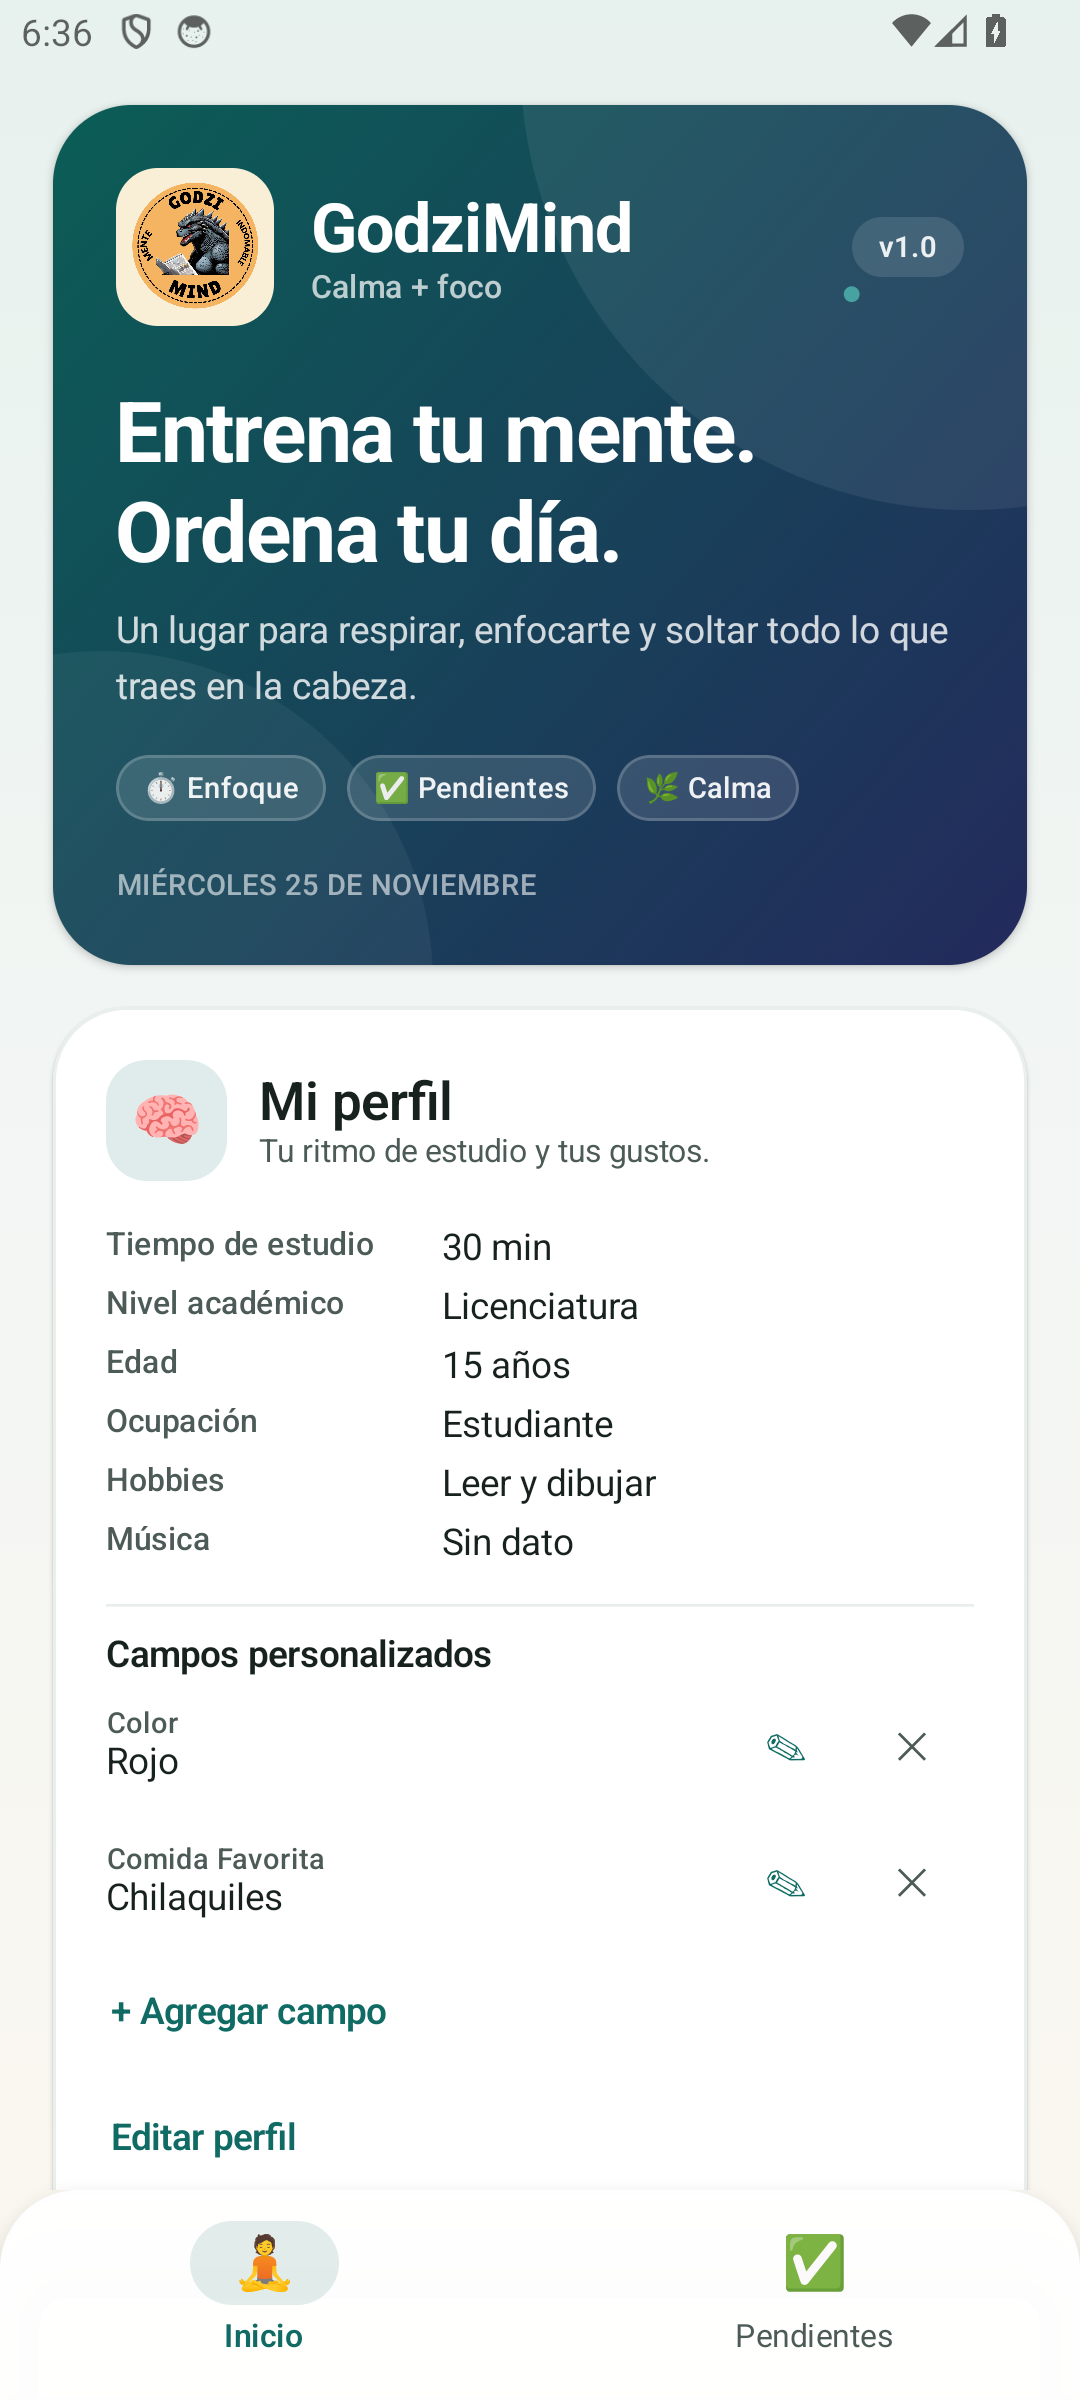 6:36
GODZI
MENTE
INDOMABLE
MIND
GodziMind
Calma + foco
v1.0
Entrena tu mente.
Ordena tu día.
Un lugar para respirar, enfocarte y soltar todo lo que
traes en la cabeza.
Enfoque
Pendientes
Calma
MIÉRCOLES 25 DE NOVIEMBRE
Mi perfil
Tu ritmo de estudio y tus gustos.
Tiempo de estudio 30 min
Nivel académico Licenciatura
Edad 15 años
Ocupación Estudiante
Hobbies Leer y dibujar
Música Sin dato
Campos personalizados
Color
Rojo
Comida Favorita
Chilaquiles
+ Agregar campo
Editar perfil
Inicio
Pendientes